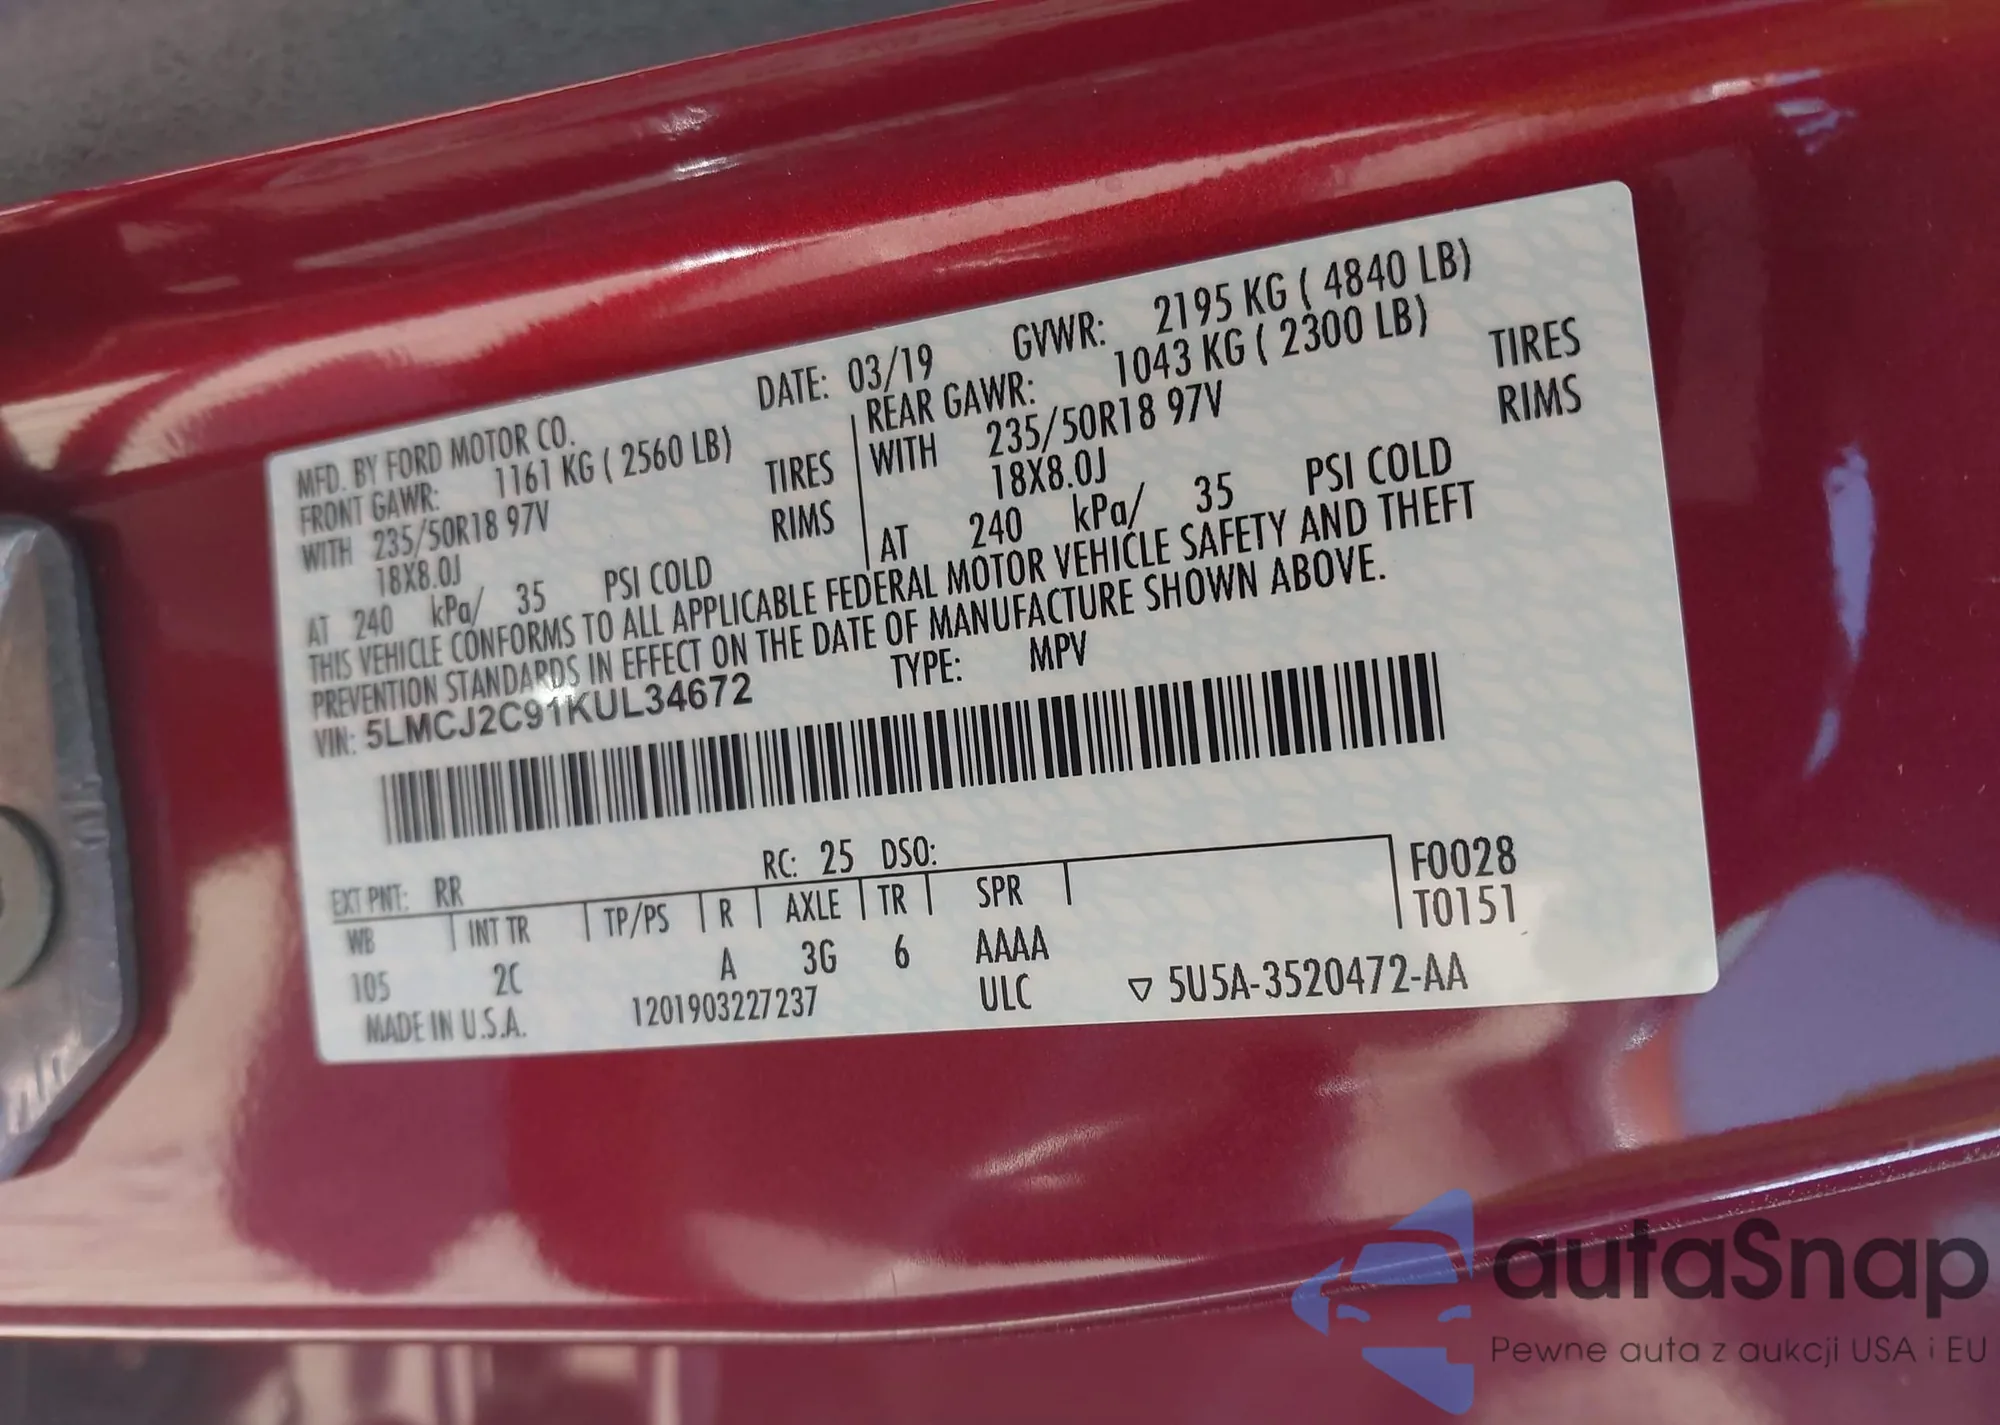 MFD. BY FORD MOTOR CO. DATE: 03/19 GVWR: 2195 KG ( 4840 LB)
FRONT GAWR: 1161 KG ( 2560 LB) REAR GAWR: 1043 KG ( 2300 LB)
WITH 235/50R18 97V TIRES WITH 235/50R18 97V TIRES
18X8.0J RIMS 18X8.0J RIMS
AT 240 kPa/ 35 PSI COLD AT 240 kPa/ 35 PSI COLD
THIS VEHICLE CONFORMS TO ALL APPLICABLE FEDERAL MOTOR VEHICLE SAFETY AND THEFT
PREVENTION STANDARDS IN EFFECT ON THE DATE OF MANUFACTURE SHOWN ABOVE.
VIN: 5LMCJ2C91KUL34672 TYPE: MPV
EXT PNT: RR RC: 25 DSO: F0028
WB INT TR TP/PS R AXLE TR SPR T0151
105 2C A 3G 6 AAAA
MADE IN U.S.A. 1201903227237 ULC ▽ 5U5A-3520472-AA
autaSnap
Pewne auta z aukcji USA i EU